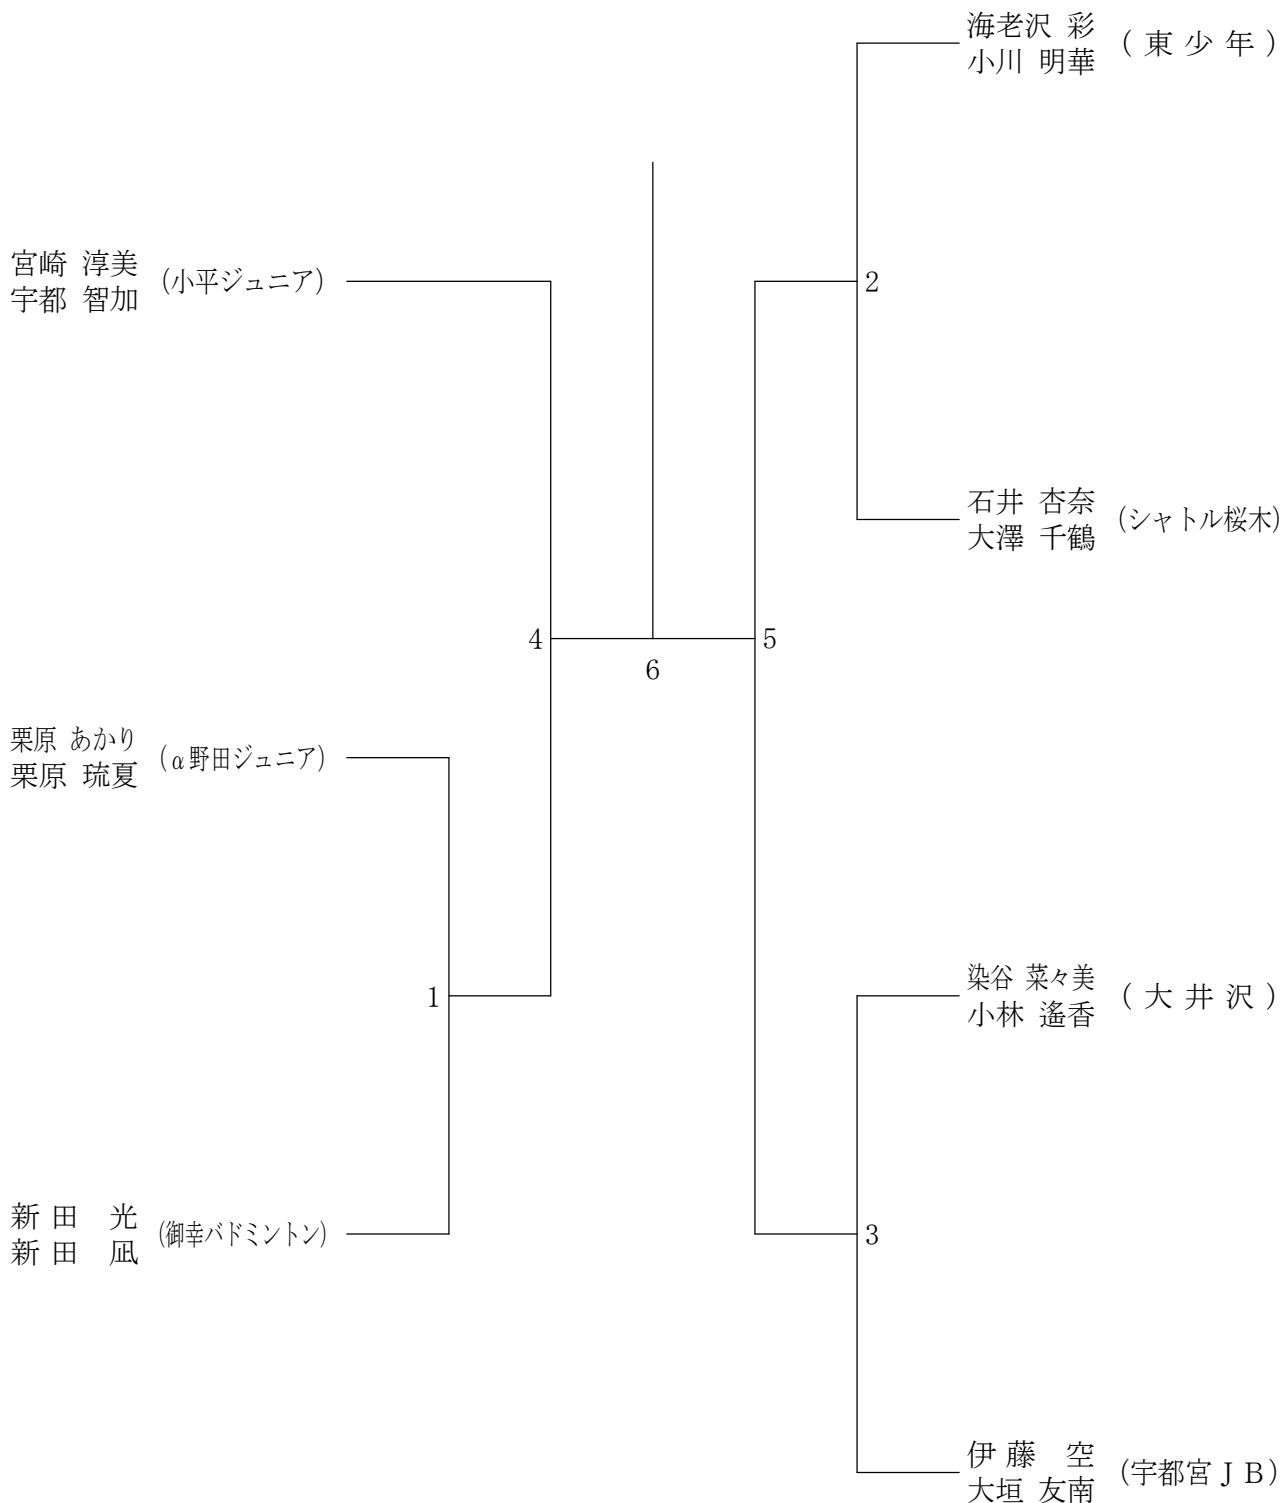 宮崎 淳美
宇都 智加
(小平ジュニア)
栗原 あかり
栗原 琉夏
(α野田ジュニア)
新田 光
新田 凪
(御幸バドミントン)
1
4
6
5
2
3
海老沢 彩
小川 明華
(東少年)
石井 杏奈
大澤 千鶴
(シャトル桜木)
染谷 菜々美
小林 遙香
(大井沢)
伊藤 空
大垣 友南
(宇都宮ＪＢ)